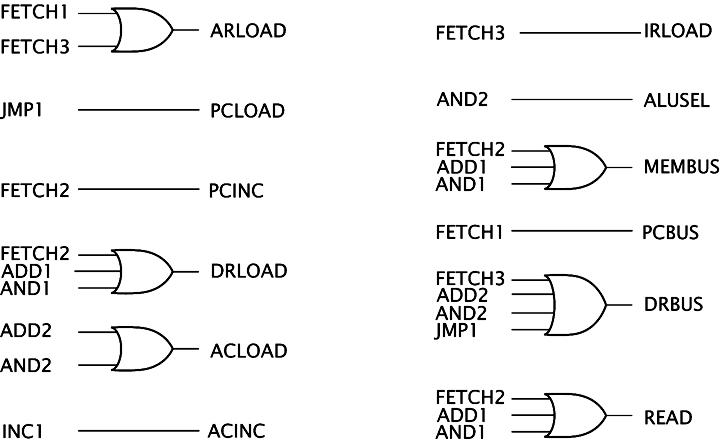 FETCH1
FETCH3
ARLOAD
JMP1
PCLOAD
FETCH2
PCINC
FETCH2
ADD1
AND1
DRLOAD
ADD2
AND2
ACLOAD
INC1
ACINC
FETCH3
IRLOAD
AND2
ALUSEL
FETCH2
ADD1
AND1
MEMBUS
FETCH1
PCBUS
FETCH3
ADD2
AND2
JMP1
DRBUS
FETCH2
ADD1
AND1
READ